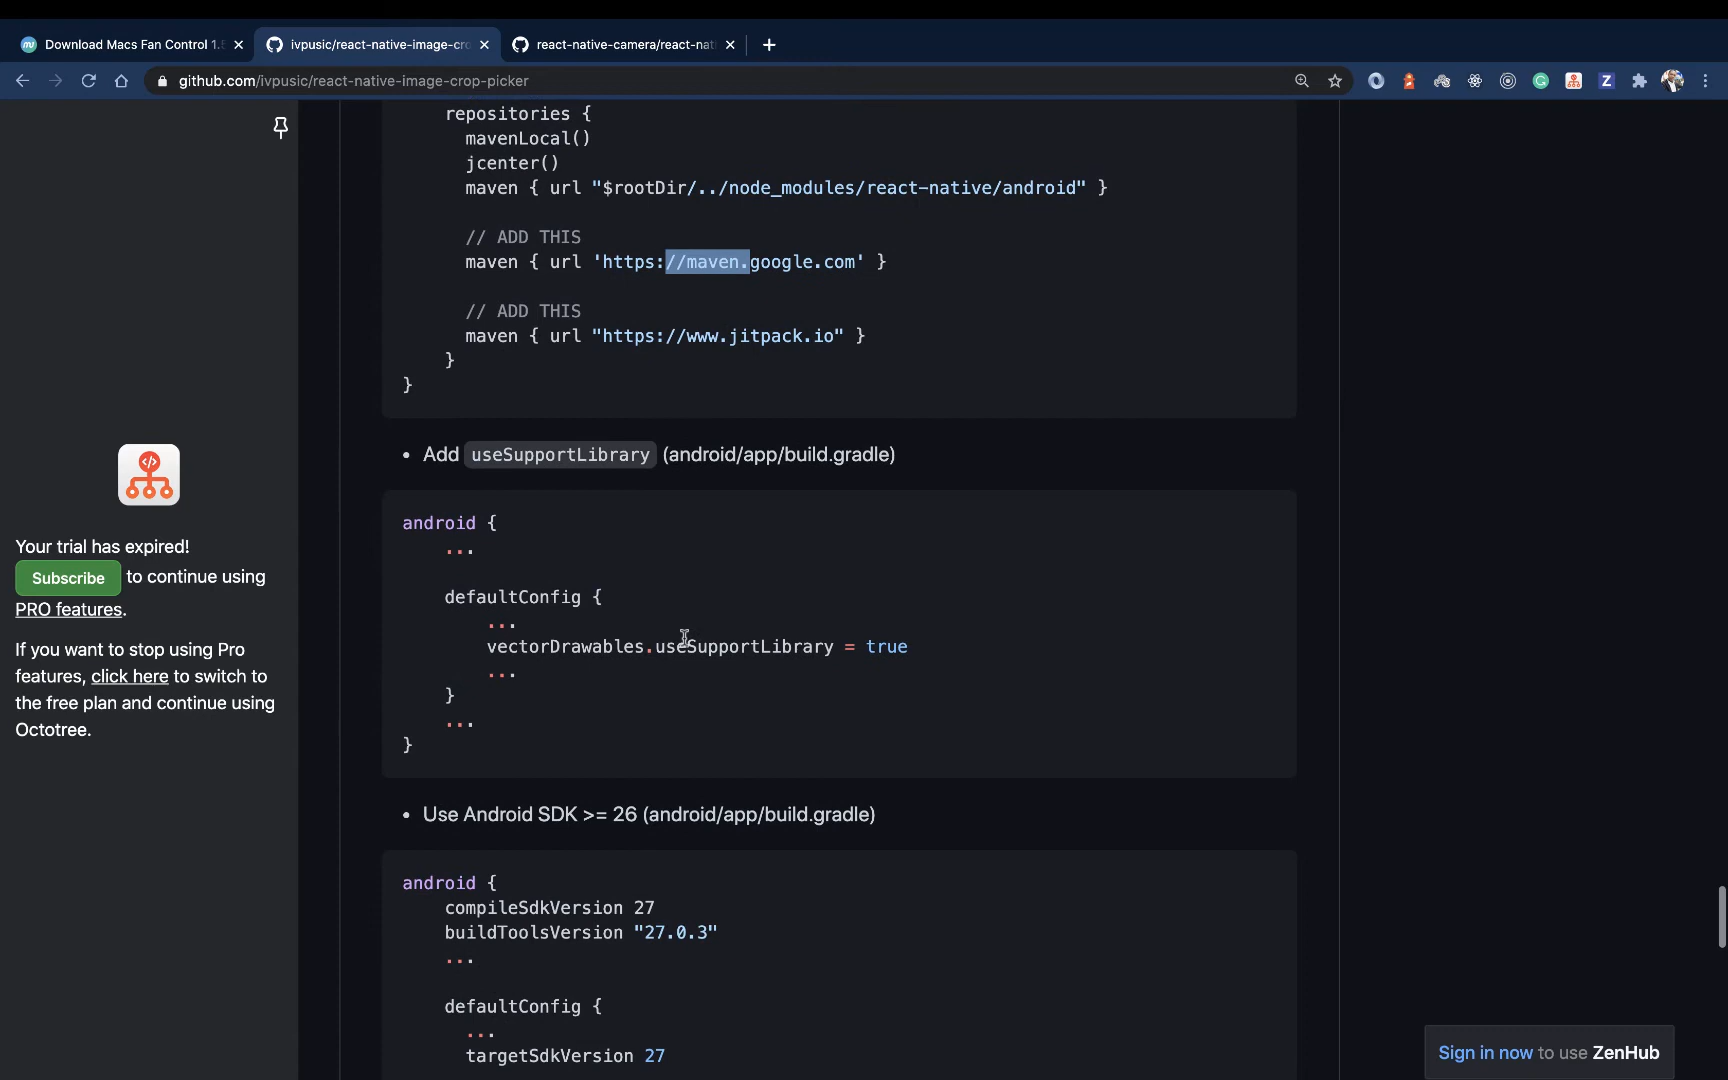 Download Macs Fan Control 1.5
ivpusic/react-native-image-cro
react-native-camera/react-nati
github.com/ivpusic/react-native-image-crop-picker
repositories {
mavenLocal()
jcenter()
maven { url "$rootDir/../node_modules/react-native/android" }
// ADD THIS
maven { url 'https://maven.google.com' }
// ADD THIS
maven { url "https://www.jitpack.io" }
}
}
• Add useSupportLibrary (android/app/build.gradle)
android {
...
defaultConfig {
...
vectorDrawables.useSupportLibrary = true
...
}
...
}
• Use Android SDK >= 26 (android/app/build.gradle)
android {
compileSdkVersion 27
buildToolsVersion "27.0.3"
...
defaultConfig {
...
targetSdkVersion 27
Your trial has expired!
Subscribe to continue using
PRO features.
If you want to stop using Pro
features, click here to switch to
the free plan and continue using
Octotree.
Sign in now to use ZenHub